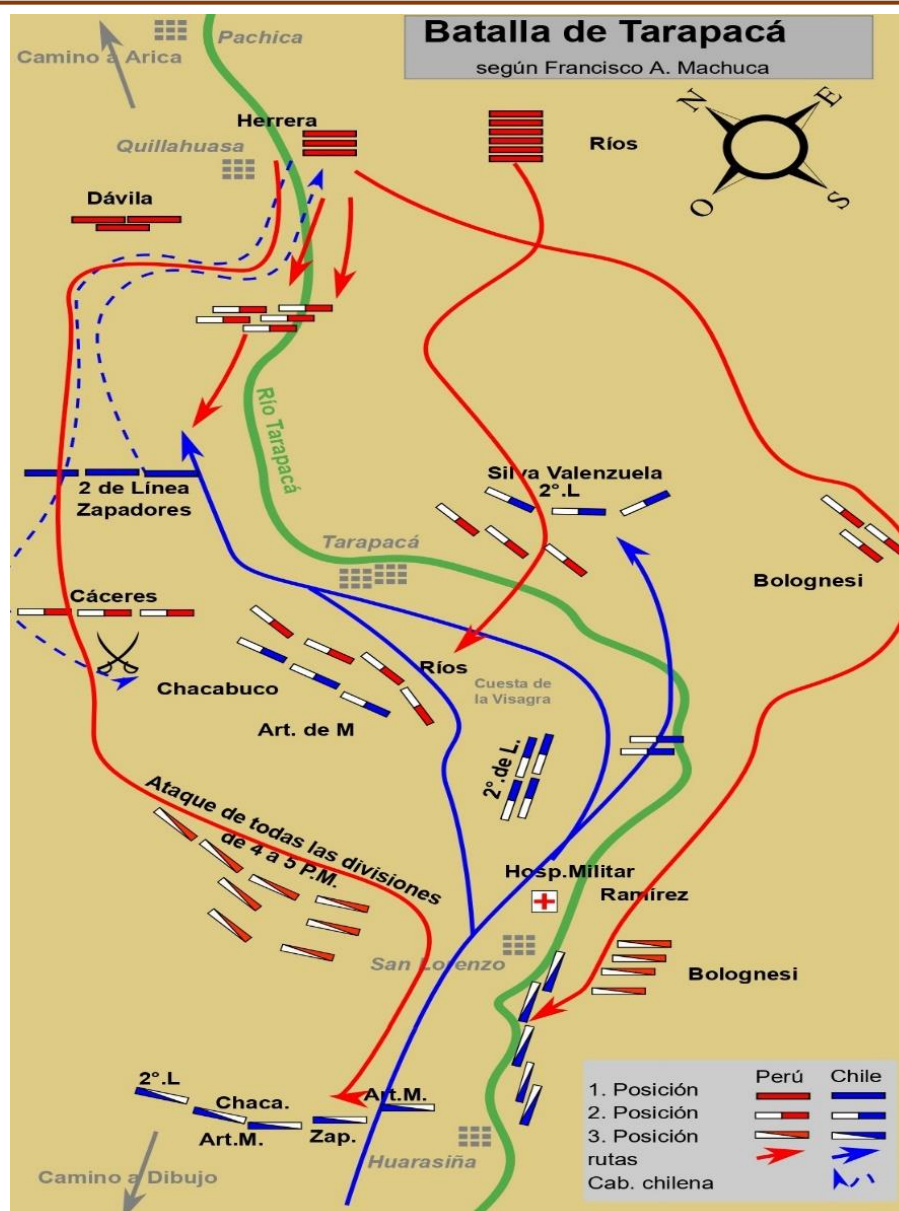 Batalla de Tarapacá
según Francisco A. Machuca
Pachica
Camino a Arica
Herrera
Quillahuasa
Ríos
N
E
O
S
Dávila
Río Tarapacá
2 de Línea
Zapadores
Silva Valenzuela
2°.L
Tarapacá
Bolognesi
Cáceres
Chacabuco
Ríos
Art. de M
Cuesta de
la Visagra
2°.de L.
Ataque de todas las divisiones
de 4 a 5 P.M.
Hosp.Militar
Ramírez
San Lorenzo
Bolognesi
2°.L
Chaca.
Art.M.
Zap.
Art.M.
Huarasiña
Camino a Dibujo
Perú Chile
1. Posición
2. Posición
3. Posición
rutas
Cab. chilena